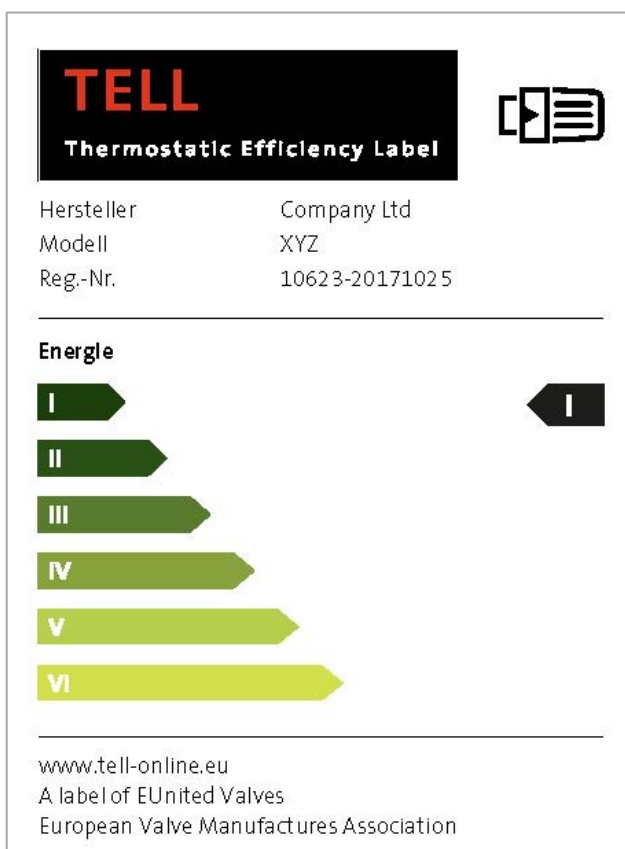 TELL
Thermostatic Efficiency Label
Hersteller Company Ltd
Modell XYZ
Reg.-Nr. 10623-20171025
Energie
I I
II
III
IV
V
VI
www.tell-online.eu
A label of EUnited Valves
European Valve Manufactures Association